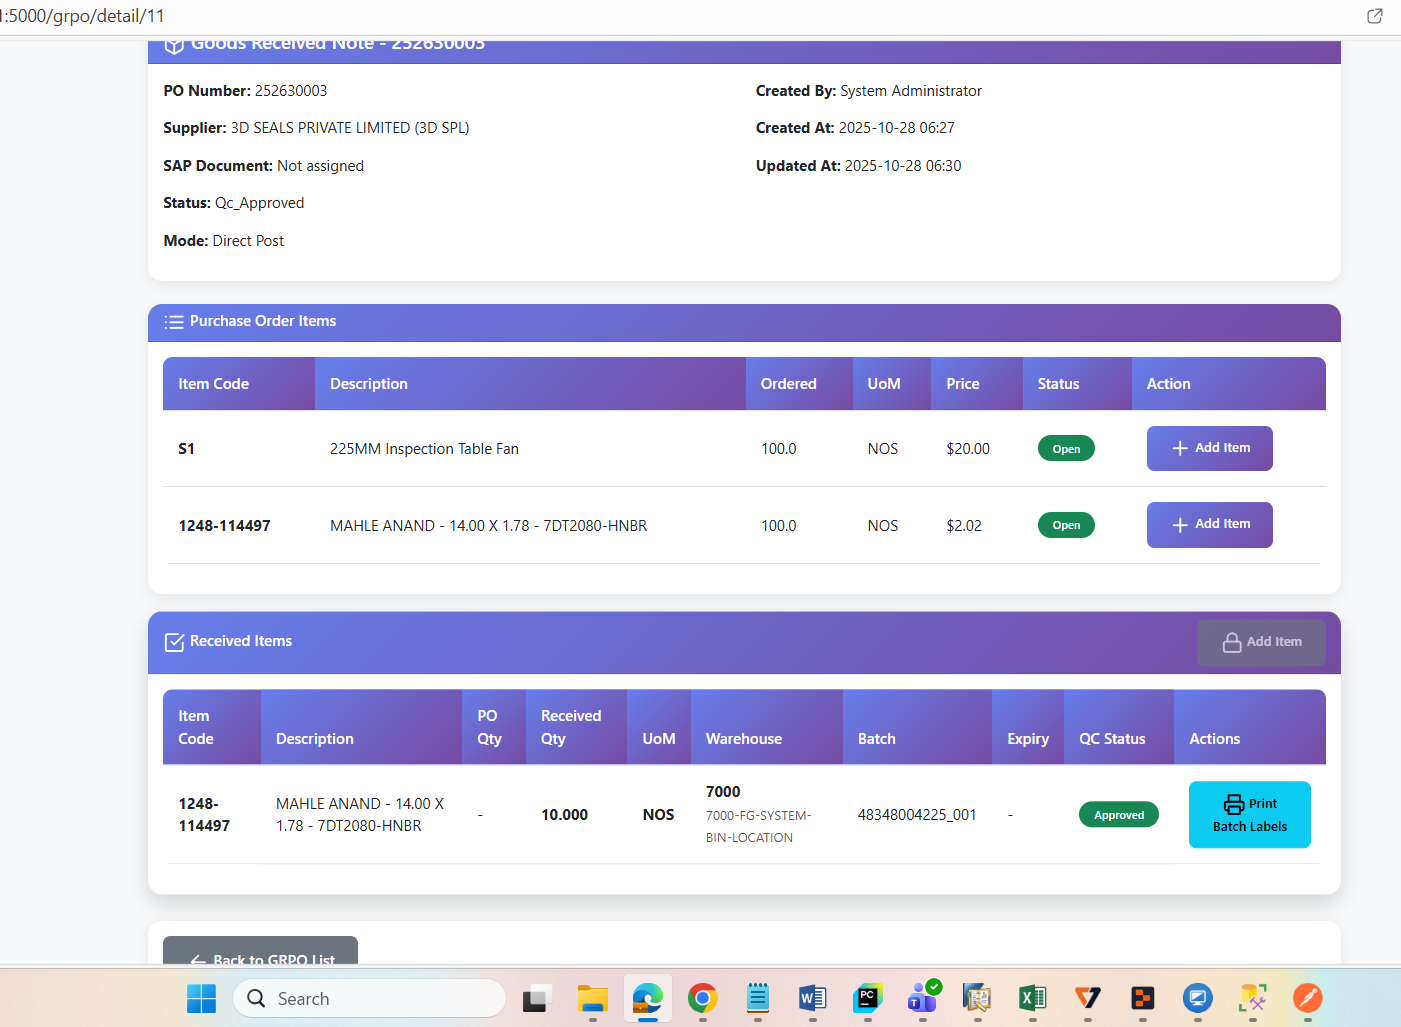 :5000/grpo/detail/11
Goods Received Note - 252630003
PO Number: 252630003
Supplier: 3D SEALS PRIVATE LIMITED (3D SPL)
SAP Document: Not assigned
Status: Qc_Approved
Mode: Direct Post
Created By: System Administrator
Created At: 2025-10-28 06:27
Updated At: 2025-10-28 06:30
Purchase Order Items
Item Code Description Ordered UoM Price Status Action
S1 225MM Inspection Table Fan 100.0 NOS $20.00 Open + Add Item
1248-114497 MAHLE ANAND - 14.00 X 1.78 - 7DT2080-HNBR 100.0 NOS $2.02 Open + Add Item
Received Items
Add Item
Item Code Description PO Qty Received Qty UoM Warehouse Batch Expiry QC Status Actions
1248-
114497
MAHLE ANAND - 14.00 X
1.78 - 7DT2080-HNBR
-
10.000
NOS
7000
7000-FG-SYSTEM-
BIN-LOCATION
48348004225_001
-
Approved
Print
Batch Labels
← Back to GRPO List
Search